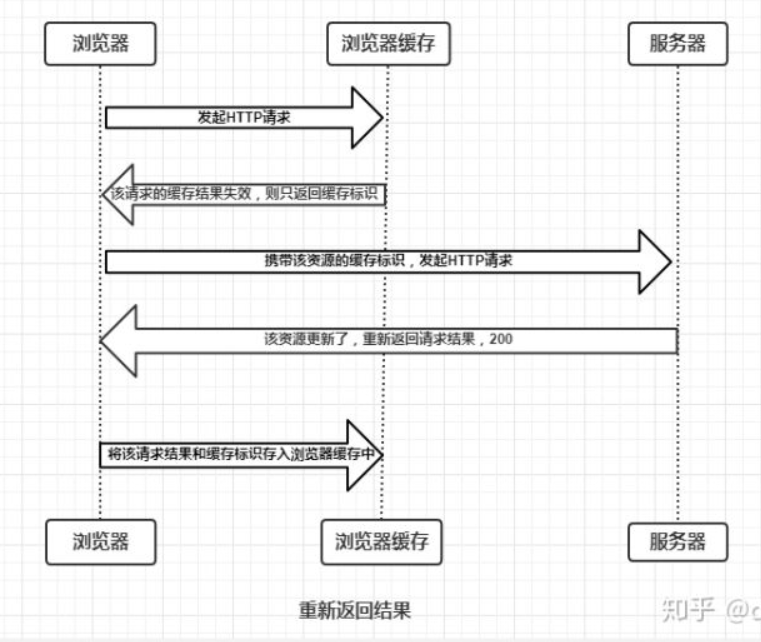 浏览器 浏览器缓存 服务器
发起HTTP请求
该请求的缓存结果失效，则只返回缓存标识
携带该资源的缓存标识，发起HTTP请求
该资源更新了，重新返回请求结果，200
将该请求结果和缓存标识存入浏览器缓存中
浏览器 浏览器缓存 服务器
重新返回结果
知乎